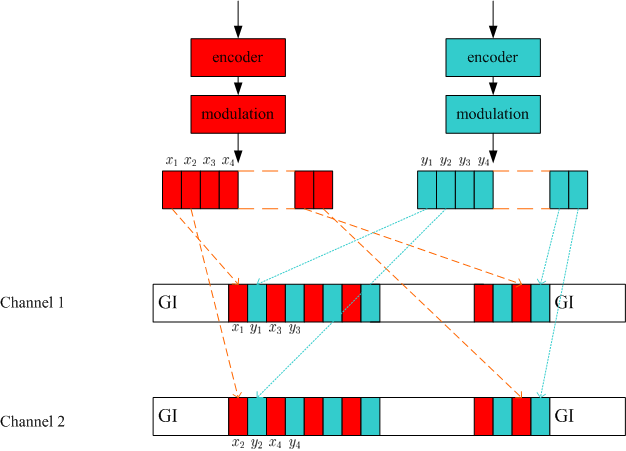 encoder encoder
modulation modulation
x1 x2 x3 x4 y1 y2 y3 y4
Channel 1 GI GI
x1 y1 x3 y3
Channel 2 GI GI
x2 y2 x4 y4